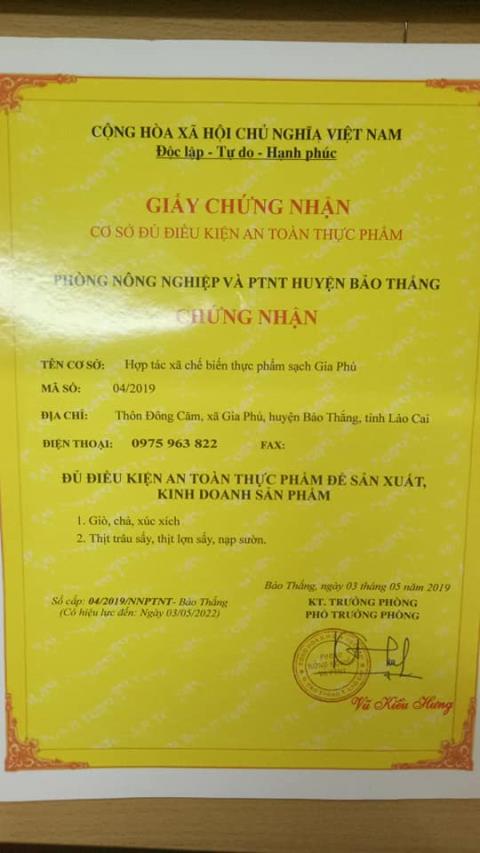 CỘNG HÒA XÃ HỘI CHỦ NGHĨA VIỆT NAM
Độc lập - Tự do - Hạnh phúc
GIẤY CHỨNG NHẬN
CƠ SỞ ĐỦ ĐIỀU KIỆN AN TOÀN THỰC PHẨM
PHÒNG NÔNG NGHIỆP VÀ PTNT HUYỆN BẢO THẮNG
CHỨNG NHẬN
TÊN CƠ SỞ: Hợp tác xã chế biến thực phẩm sạch Gia Phú
MÃ SỐ: 04/2019
ĐỊA CHỈ: Thôn Đông Căm, xã Gia Phú, huyện Bảo Thắng, tỉnh Lào Cai
ĐIỆN THOẠI: 0975 963 822 FAX:
ĐỦ ĐIỀU KIỆN AN TOÀN THỰC PHẨM ĐỂ SẢN XUẤT,
KINH DOANH SẢN PHẨM
1. Giò, chả, xúc xích
2. Thịt trâu sấy, thịt lợn sấy, nạp sườn.
Bảo Thắng, ngày 03 tháng 05 năm 2019
Số cấp: 04/2019/NNPTNT- Bảo Thắng
(Có hiệu lực đến: Ngày 03/05/2022)
KT. TRƯỞNG PHÒNG
PHÓ TRƯỞNG PHÒNG
Vũ Kiều Hưng